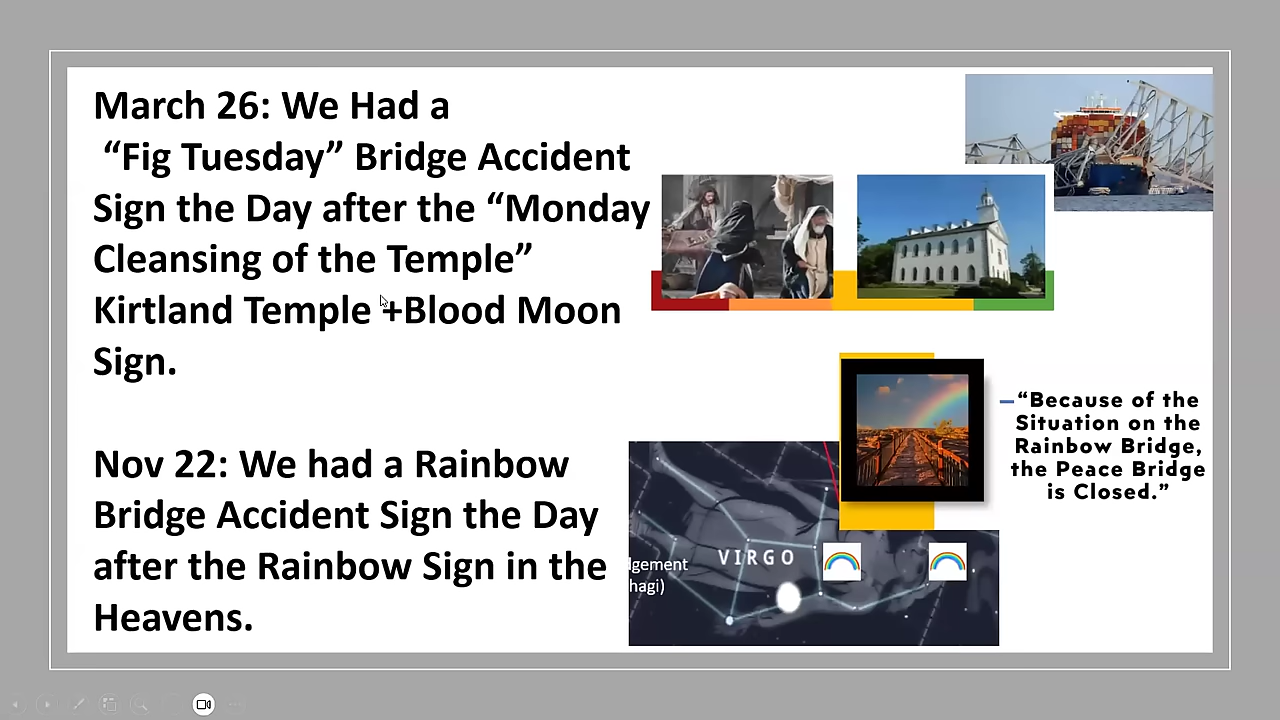 March 26: We Had a
“Fig Tuesday” Bridge Accident
Sign the Day after the “Monday
Cleansing of the Temple”
Kirtland Temple +Blood Moon
Sign.
Nov 22: We had a Rainbow
Bridge Accident Sign the Day
after the Rainbow Sign in the
Heavens.
–“Because of the
Situation on the
Rainbow Bridge,
the Peace Bridge
is Closed.”
VIRGO
lgement
hagi)